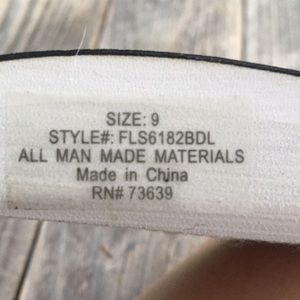 SIZE: 9
STYLE#: FLS6182BDL
ALL MAN MADE MATERIALS
Made in China
RN# 73639